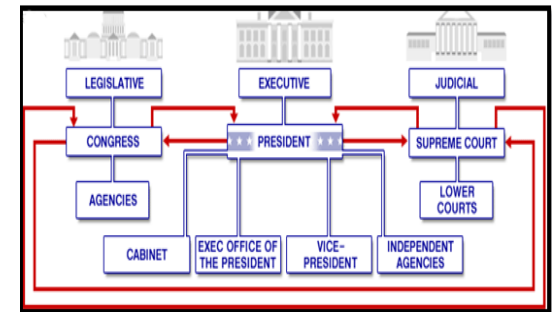 LEGISLATIVE
EXECUTIVE
JUDICIAL
CONGRESS
PRESIDENT
SUPREME COURT
AGENCIES
LOWER
COURTS
CABINET
EXEC OFFICE OF
THE PRESIDENT
VICE-
PRESIDENT
INDEPENDENT
AGENCIES